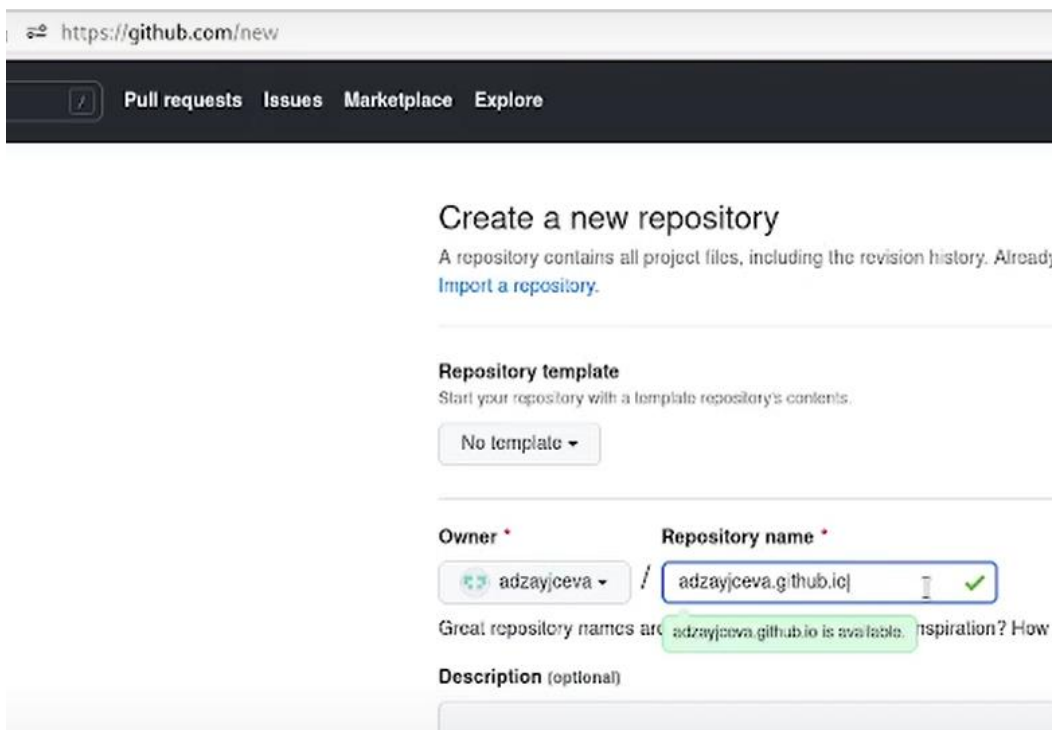 https://github.com/new
/ Pull requests Issues Marketplace Explore
Create a new repository
A repository contains all project files, including the revision history. Already
Import a repository.
Repository template
Start your repository with a template repository's contents.
No template
Owner * Repository name *
adzayjceva / adzayjceva.github.io
Great repository names are adzayjceva.github.io is available. nspiration? How
Description (optional)